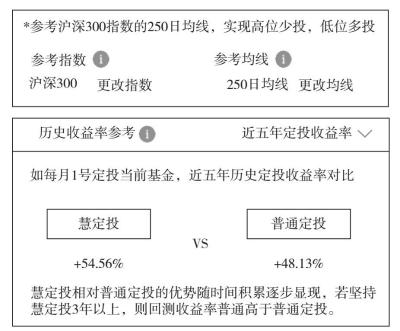 *参考沪深300指数的250日均线，实现高位少投，低位多投
参考指数 i 参考均线 i
沪深300 更改指数 250日均线 更改均线
历史收益率参考 i 近五年定投收益率
如每月1号定投当前基金，近五年历史定投收益率对比
慧定投 普通定投
VS
+54.56% +48.13%
慧定投相对普通定投的优势随时间积累逐步显现，若坚持
慧定投3年以上，则回测收益率普通高于普通定投。